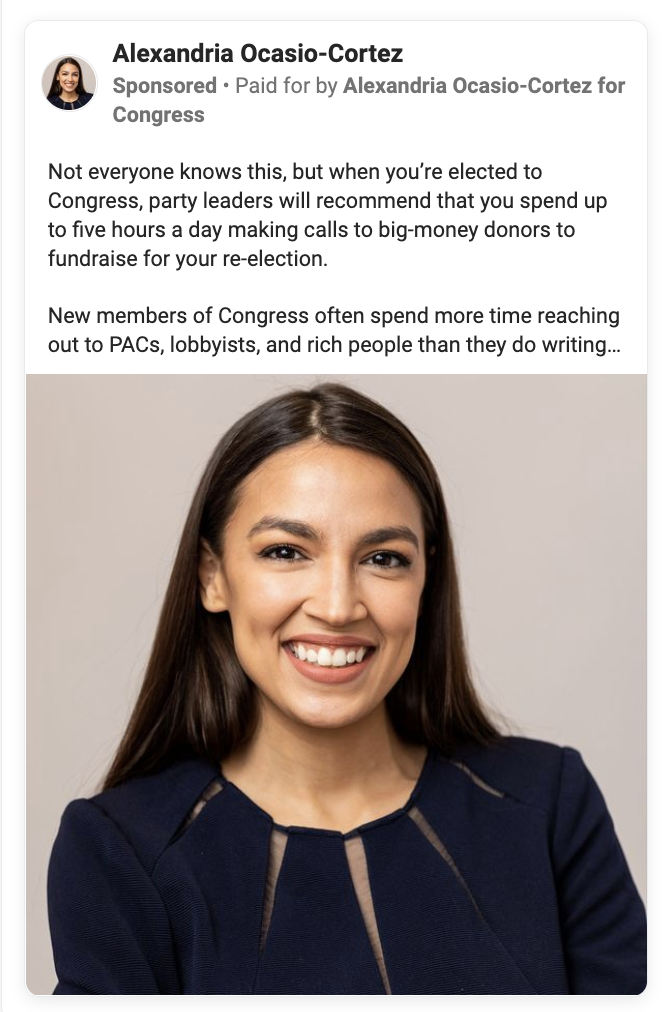 Alexandria Ocasio-Cortez
Sponsored • Paid for by Alexandria Ocasio-Cortez for
Congress
Not everyone knows this, but when you’re elected to
Congress, party leaders will recommend that you spend up
to five hours a day making calls to big-money donors to
fundraise for your re-election.
New members of Congress often spend more time reaching
out to PACs, lobbyists, and rich people than they do writing...